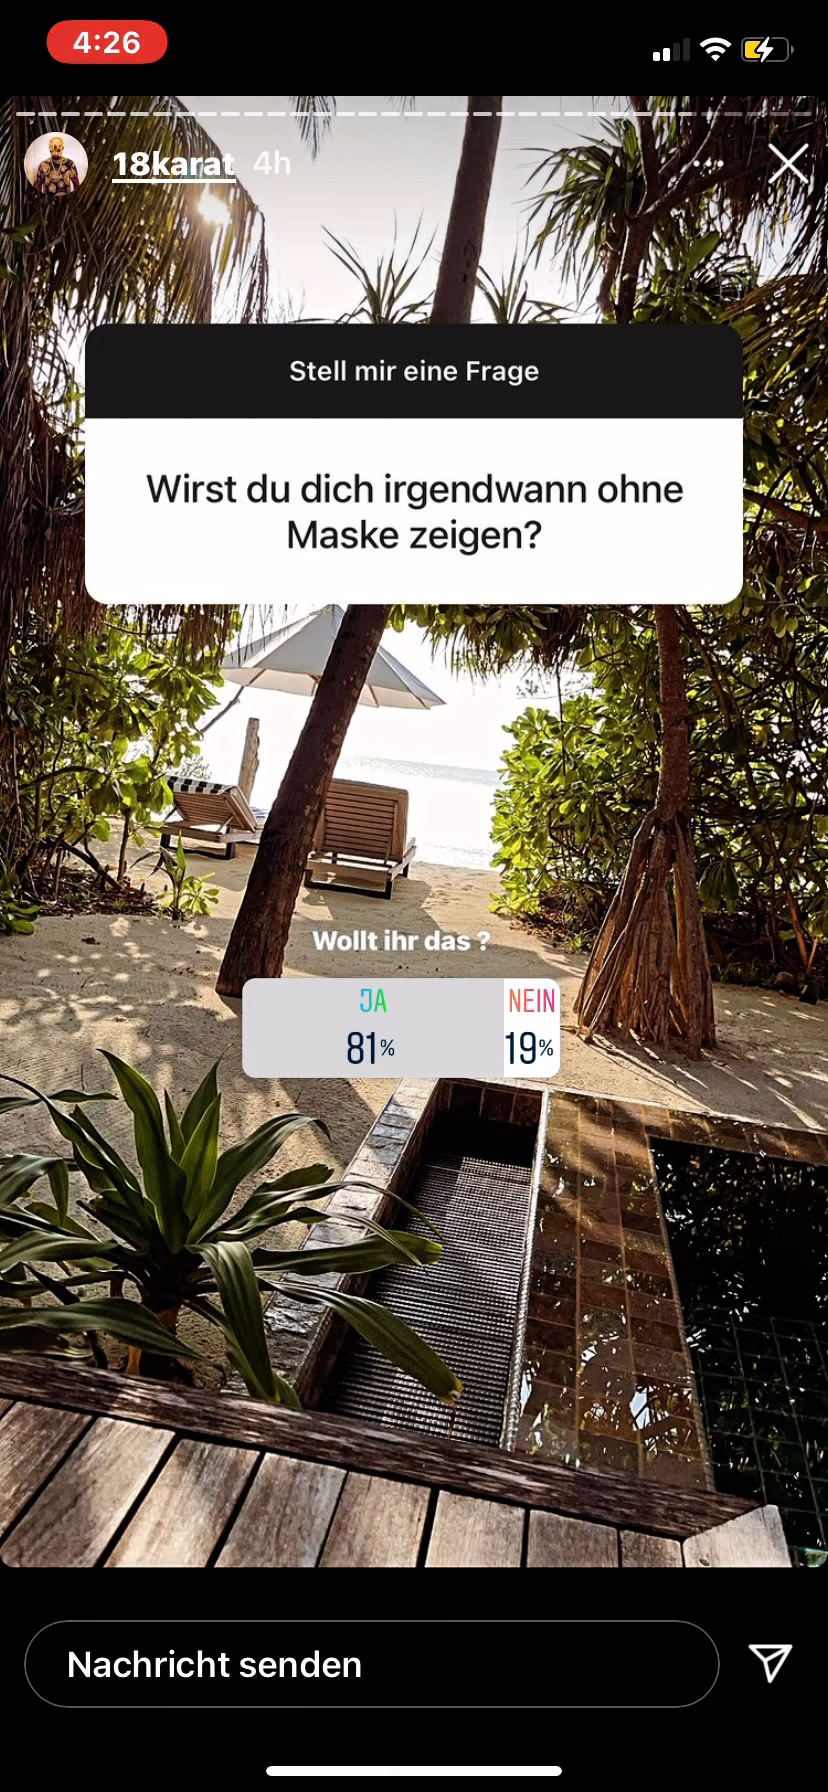 4:26
18karat 4h
Stell mir eine Frage
Wirst du dich irgendwann ohne
Maske zeigen?
Wollt ihr das ?
JA NEIN
81% 19%
Nachricht senden